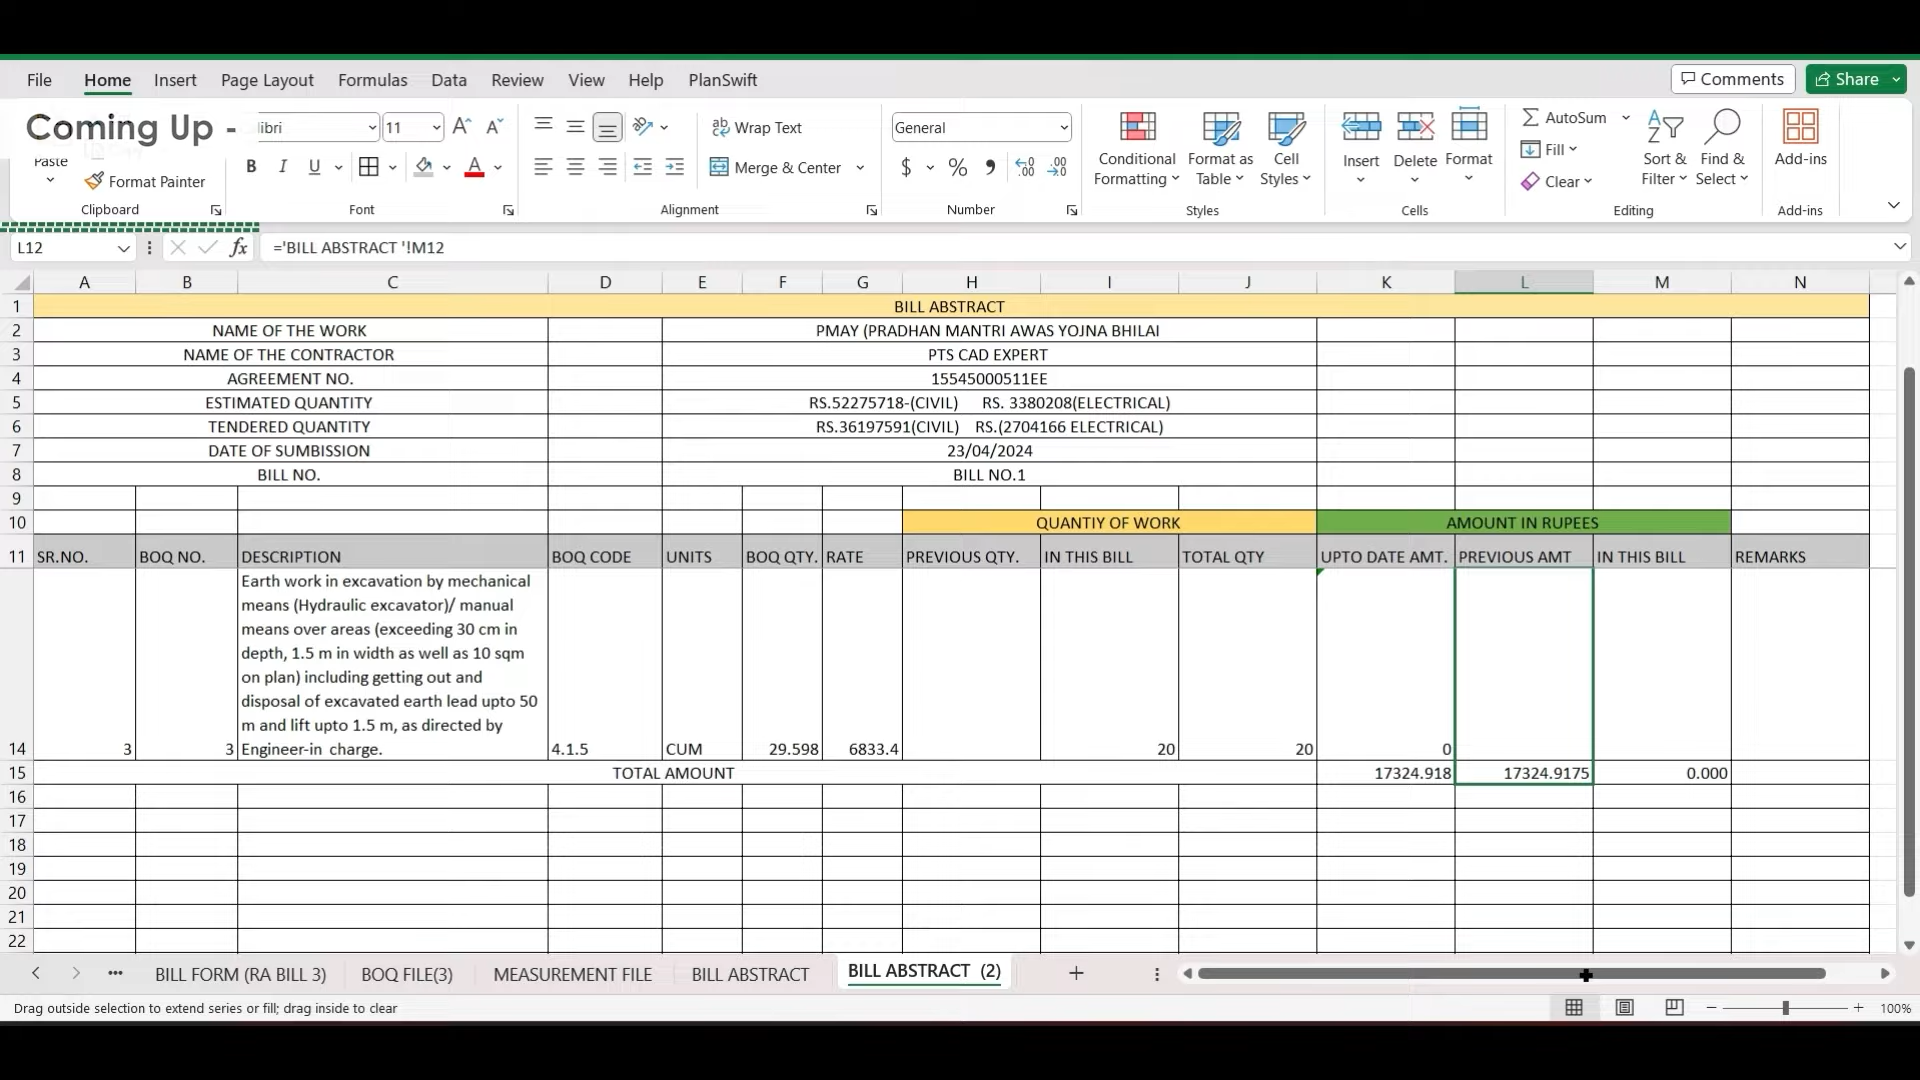 File Home Insert Page Layout Formulas Data Review View Help PlanSwift Comments Share
Coming Up -
libri 11 Wrap Text General
Paste Format Painter B I U Merge & Center $ % Conditional Formatting Format as Table Cell Styles Insert Delete Format AutoSum Fill Clear Sort & Filter Find & Select Add-ins
Clipboard Font Alignment Number Styles Cells Editing Add-ins
L12 fx ='BILL ABSTRACT '!M12
A B C D E F G H I J K L M N
1 BILL ABSTRACT
2 NAME OF THE WORK PMAY (PRADHAN MANTRI AWAS YOJNA BHILAI
3 NAME OF THE CONTRACTOR PTS CAD EXPERT
4 AGREEMENT NO. 15545000511EE
5 ESTIMATED QUANTITY RS.52275718-(CIVIL) RS. 3380208(ELECTRICAL)
6 TENDERED QUANTITY RS.36197591(CIVIL) RS.(2704166 ELECTRICAL)
7 DATE OF SUMBISSION 23/04/2024
8 BILL NO. BILL NO.1
9
10 QUANTIY OF WORK AMOUNT IN RUPEES
11 SR.NO. BOQ NO. DESCRIPTION BOQ CODE UNITS BOQ QTY. RATE PREVIOUS QTY. IN THIS BILL TOTAL QTY UPTO DATE AMT. PREVIOUS AMT IN THIS BILL REMARKS
Earth work in excavation by mechanical
means (Hydraulic excavator)/ manual
means over areas (exceeding 30 cm in
depth, 1.5 m in width as well as 10 sqm
on plan) including getting out and
disposal of excavated earth lead upto 50
m and lift upto 1.5 m, as directed by
14 3 3 Engineer-in charge. 4.1.5 CUM 29.598 6833.4 20 20 0
15 TOTAL AMOUNT 17324.918 17324.9175 0.000
16
17
18
19
20
21
22
BILL FORM (RA BILL 3) BOQ FILE(3) MEASUREMENT FILE BILL ABSTRACT BILL ABSTRACT (2)
Drag outside selection to extend series or fill; drag inside to clear 100%